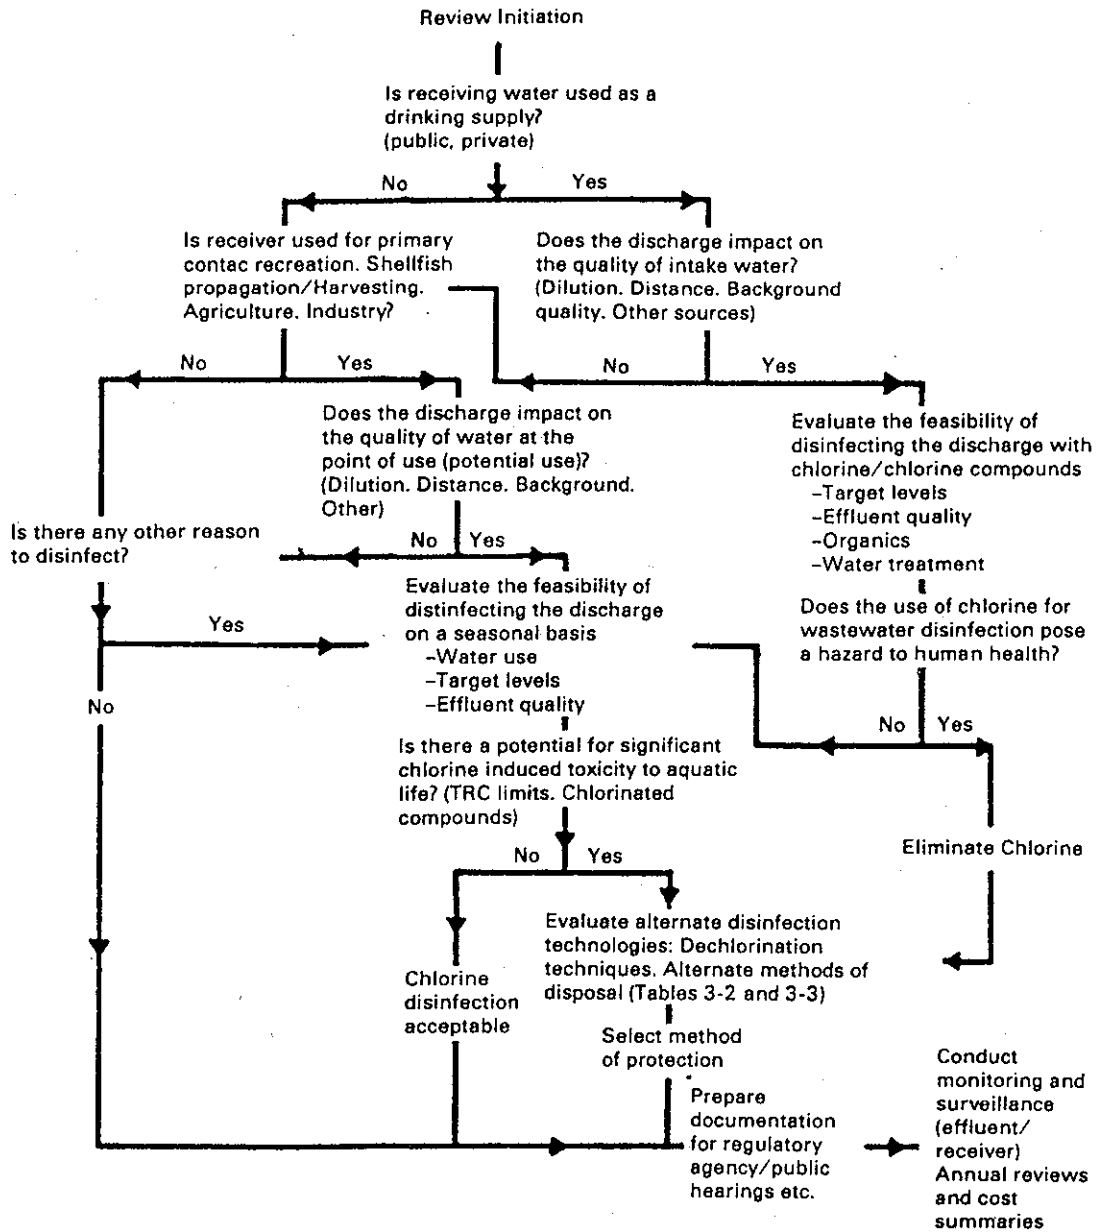 Review Initiation
Is receiving water used as a
drinking supply?
(public, private)
No
Yes
Is receiver used for primary
contac recreation. Shellfish
propagation/Harvesting.
Agriculture. Industry?
Does the discharge impact on
the quality of intake water?
(Dilution. Distance. Background
quality. Other sources)
No
Yes
No
Yes
Does the discharge impact on
the quality of water at the
point of use (potential use)?
(Dilution. Distance. Background.
Other)
Evaluate the feasibility of
disinfecting the discharge with
chlorine/chlorine compounds
-Target levels
-Effluent quality
-Organics
-Water treatment
Is there any other reason
to disinfect?
No
Yes
Evaluate the feasibility of
distinfecting the discharge
on a seasonal basis
-Water use
-Target levels
-Effluent quality
Does the use of chlorine for
wastewater disinfection pose
a hazard to human health?
Yes
No
No
Yes
Is there a potential for significant
chlorine induced toxicity to aquatic
life? (TRC limits. Chlorinated
compounds)
No
Yes
Eliminate Chlorine
Evaluate alternate disinfection
technologies: Dechlorination
techniques. Alternate methods of
disposal (Tables 3-2 and 3-3)
Chlorine
disinfection
acceptable
Select method
of protection
Prepare
documentation
for regulatory
agency/public
hearings etc.
Conduct
monitoring and
surveillance
(effluent/
receiver)
Annual reviews
and cost
summaries